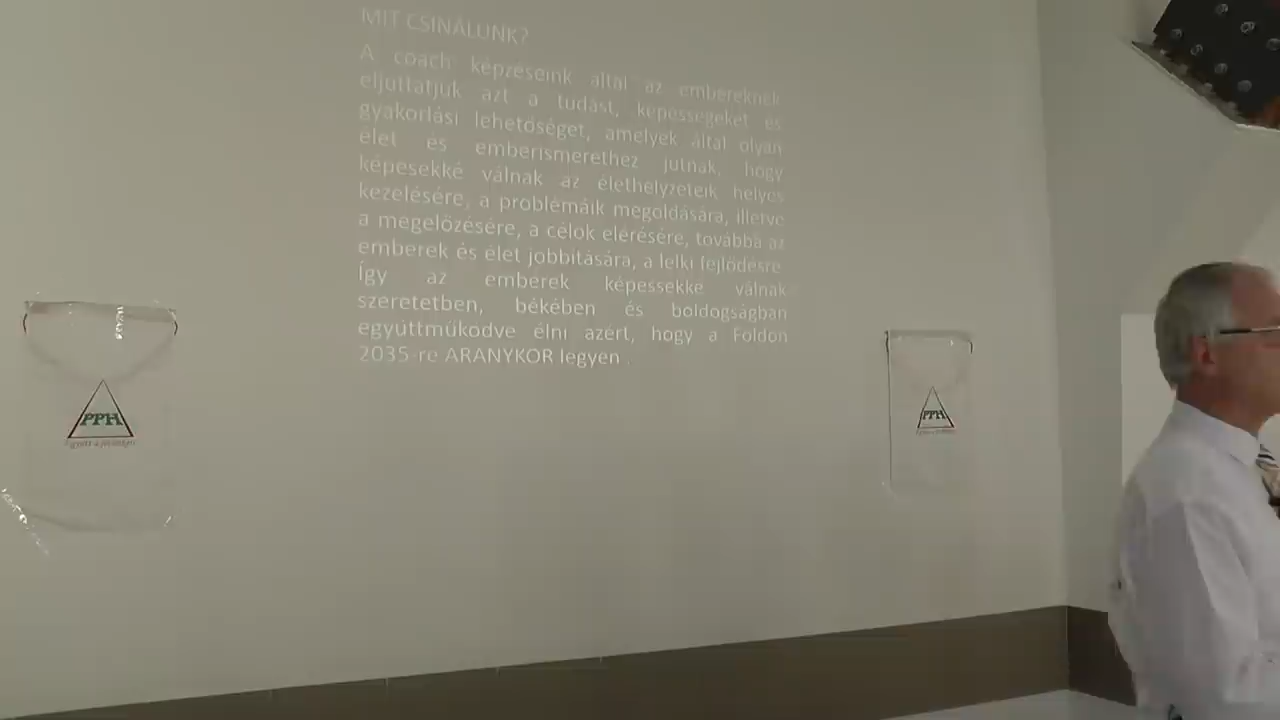 MIT CSINÁLUNK?
A coach képzéseink által az embereknek
eljuttatjuk azt a tudást, képességeket és
gyakorlási lehetőséget, amelyek által olyan
élet és emberismerethez jutnak, hogy
képesekké válnak az élethelyzeteik helyes
kezelésére, a problémáik megoldására, illetve
a megelőzésére, a célok elérésére, továbbá az
emberek és élet jobbítására, a lelki fejlődésre
Így az emberek képessekké válnak
szeretetben, békében és boldogságban
együttműkodve élni azért, hogy a Földon
2035-re ARANYKOR legyen .
PPH
PPH